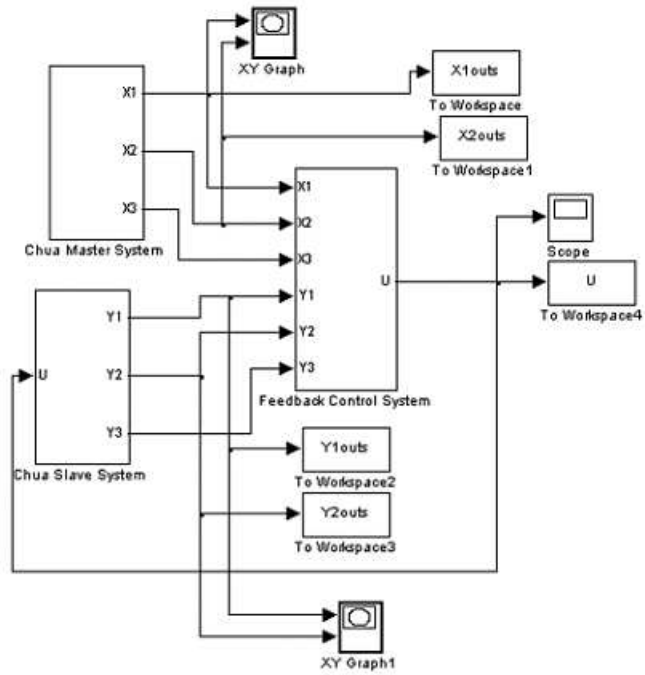 XY Graph
X1
X1outs
To Workspace
X2
X2outs
To Workspace1
X3
Chua Master System
X1
X2
X3
Y1
Y2
Y3
U
Feedback Control System
Scope
U
To Workspace4
Y1
U
Y2
Y3
Chua Slave System
Y1outs
To Workspace2
Y2outs
To Workspace3
XY Graph1